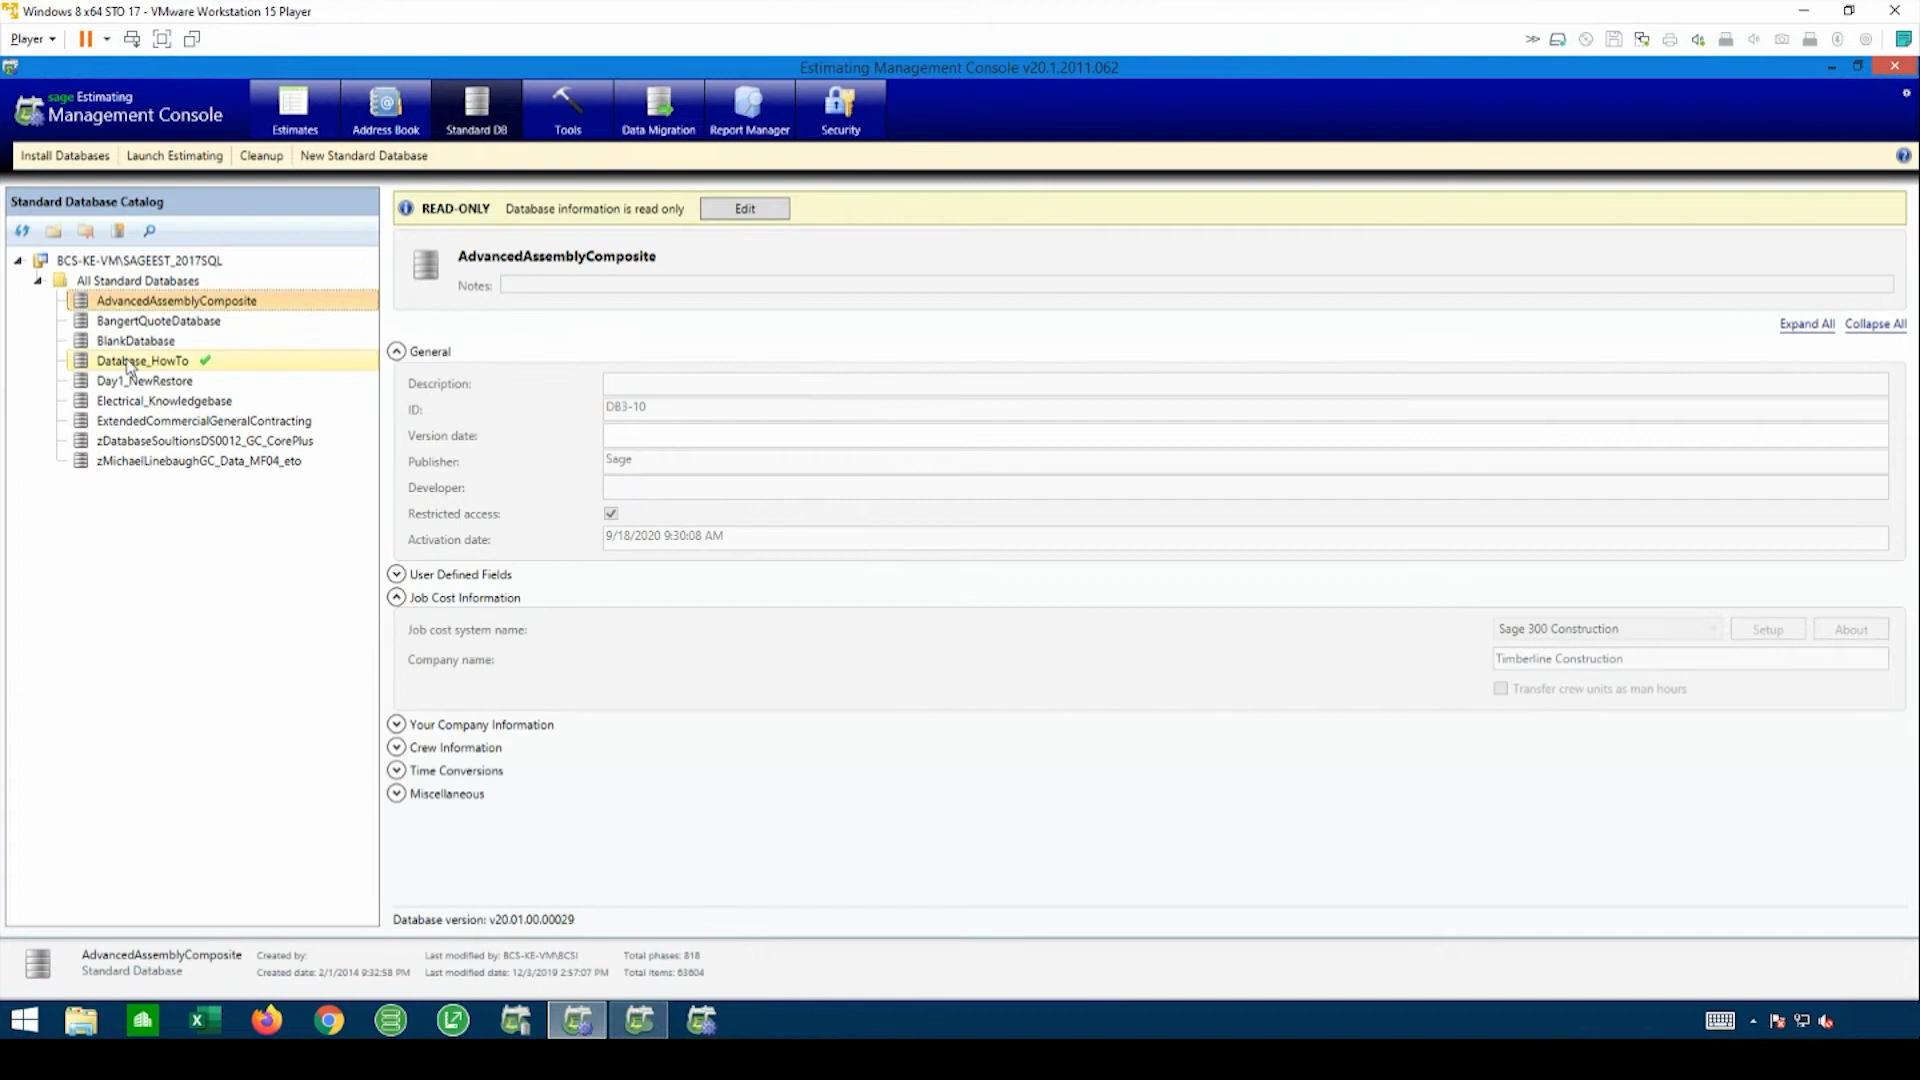 Windows 8 x64 STO 17 - VMware Workstation 15 Player
Player
Estimating Management Console v20.1.2011.062
sage Estimating
Management Console
Estimates
Address Book
Standard DB
Tools
Data Migration
Report Manager
Security
Install Databases
Launch Estimating
Cleanup
New Standard Database
Standard Database Catalog
BCS-KE-VM\SAGEEST_2017SQL
All Standard Databases
AdvancedAssemblyComposite
BangertQuoteDatabase
BlankDatabase
Database_HowTo
Day1_NewRestore
Electrical_Knowledgebase
ExtendedCommercialGeneralContracting
zDatabaseSoultionsDS0012_GC_CorePlus
zMichaelLinebaughGC_Data_MF04_eto
READ-ONLY Database information is read only Edit
AdvancedAssemblyComposite
Notes:
Expand All Collapse All
General
Description:
ID: DB3-10
Version date:
Publisher: Sage
Developer:
Restricted access:
Activation date: 9/18/2020 9:30:08 AM
User Defined Fields
Job Cost Information
Job cost system name: Sage 300 Construction Setup About
Company name: Timberline Construction
Transfer crew units as man hours
Your Company Information
Crew Information
Time Conversions
Miscellaneous
Database version: v20.01.00.00029
AdvancedAssemblyComposite Created by: Last modified by: BCS-KE-VM\BCSI Total phases: 818
Standard Database Created date: 2/1/2014 9:32:58 PM Last modified date: 12/3/2019 2:57:07 PM Total items: 63604